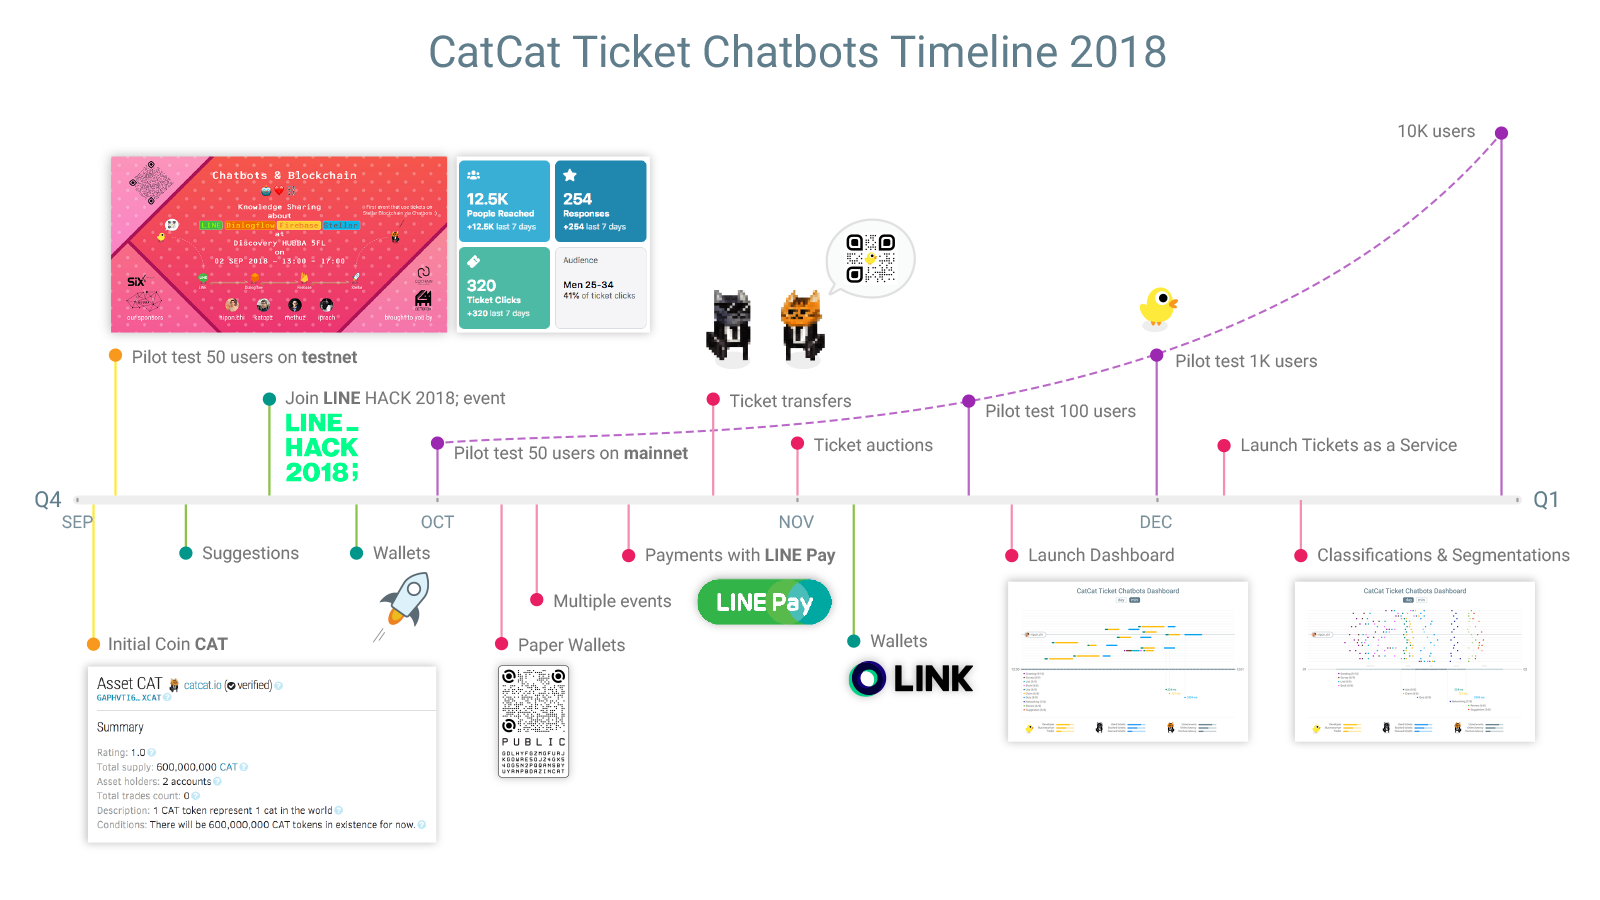 CatCat Ticket Chatbots Timeline 2018
10K users
Chatbots & Blockchain
Knowledge Sharing
about
LINE Dialogflow Firebase Stellar
at
Discovery HUBBA 5FL
on
02 SEP 2018 - 13:00 - 17:00
SIX
our sponsors
brought to you by
12.5K
People Reached
+12.5K last 7 days
254
Responses
+254 last 7 days
320
Ticket Clicks
+320 last 7 days
Audience
Men 25-34
41% of ticket clicks
Pilot test 50 users on testnet
Join LINE HACK 2018; event
LINE_
HACK
2018;
Pilot test 50 users on mainnet
Ticket transfers
Ticket auctions
Pilot test 100 users
Pilot test 1K users
Launch Tickets as a Service
Q4
Q1
SEP
OCT
NOV
DEC
Suggestions
Wallets
Payments with LINE Pay
LINE Pay
Multiple events
Paper Wallets
PUBLIC
Initial Coin CAT
Asset CAT catcat.io (verified)
GAPHVTI6...XCAT
Summary
Rating: 1.0
Total supply: 600,000,000 CAT
Asset holders: 2 accounts
Total trades count: 0
Description: 1 CAT token represent 1 cat in the world
Conditions: There will be 600,000,000 CAT tokens in existence for now.
Wallets
LINK
Launch Dashboard
CatCat Ticket Chatbots Dashboard
Classifications & Segmentations
CatCat Ticket Chatbots Dashboard